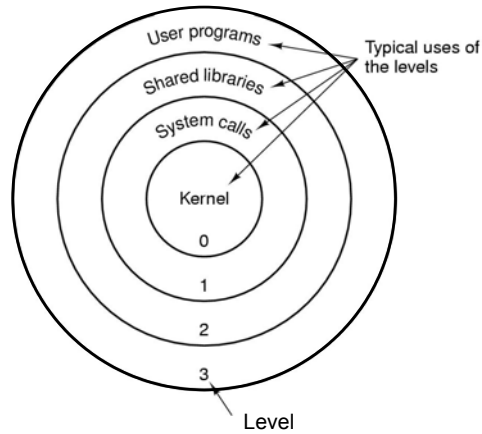 User programs
Typical uses of
the levels
Shared libraries
System calls
Kernel
0
1
2
3
Level